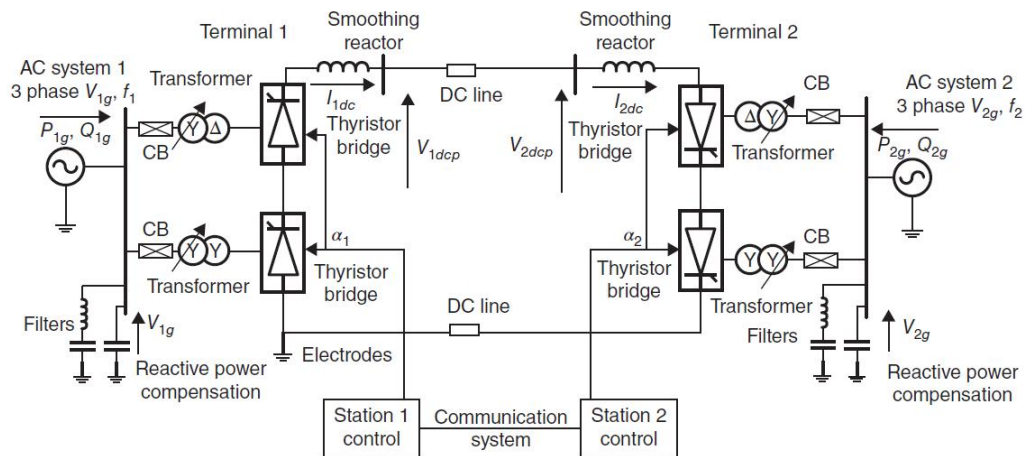 Terminal 1
Smoothing
reactor
Smoothing
reactor
Terminal 2
AC system 1
3 phase V1g, f1
P1g, Q1g
Transformer
CB
Y Δ
I1dc
Thyristor
bridge
V1dcp
DC line
V2dcp
I2dc
Thyristor
bridge
Δ Y
Transformer
CB
AC system 2
3 phase V2g, f2
P2g, Q2g
CB
Y Y
Transformer
α1
Thyristor
bridge
α2
Thyristor
bridge
Y Y
Transformer
CB
Filters
V1g
Reactive power
compensation
Electrodes
DC line
Filters
V2g
Reactive power
compensation
Station 1
control
Communication
system
Station 2
control